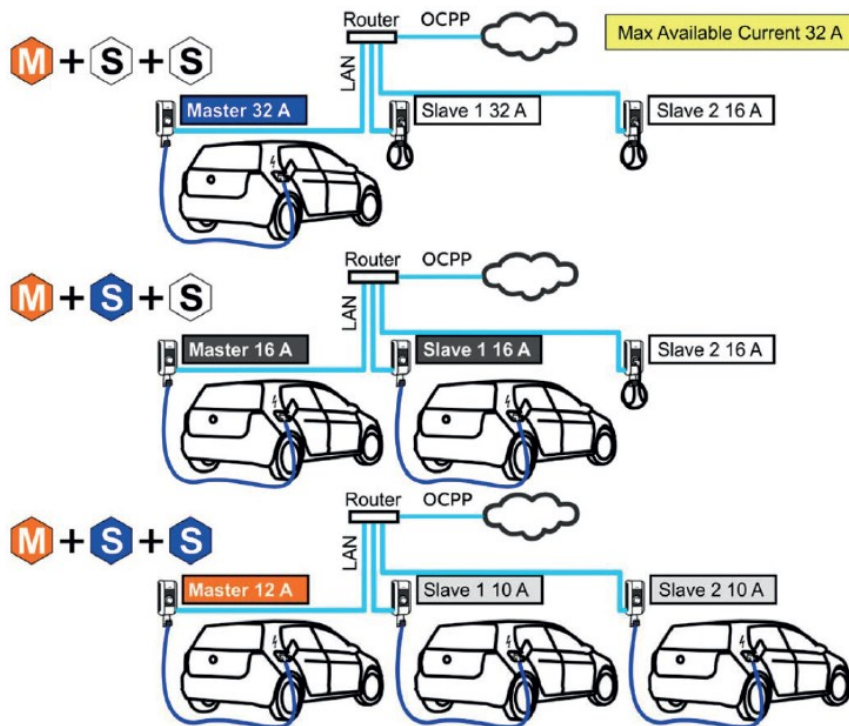 Router
OCPP
Max Available Current 32 A
M + S + S
LAN
Master 32 A
Slave 1 32 A
Slave 2 16 A
Router
OCPP
M + S + S
LAN
Master 16 A
Slave 1 16 A
Slave 2 16 A
Router
OCPP
M + S + S
LAN
Master 12 A
Slave 1 10 A
Slave 2 10 A